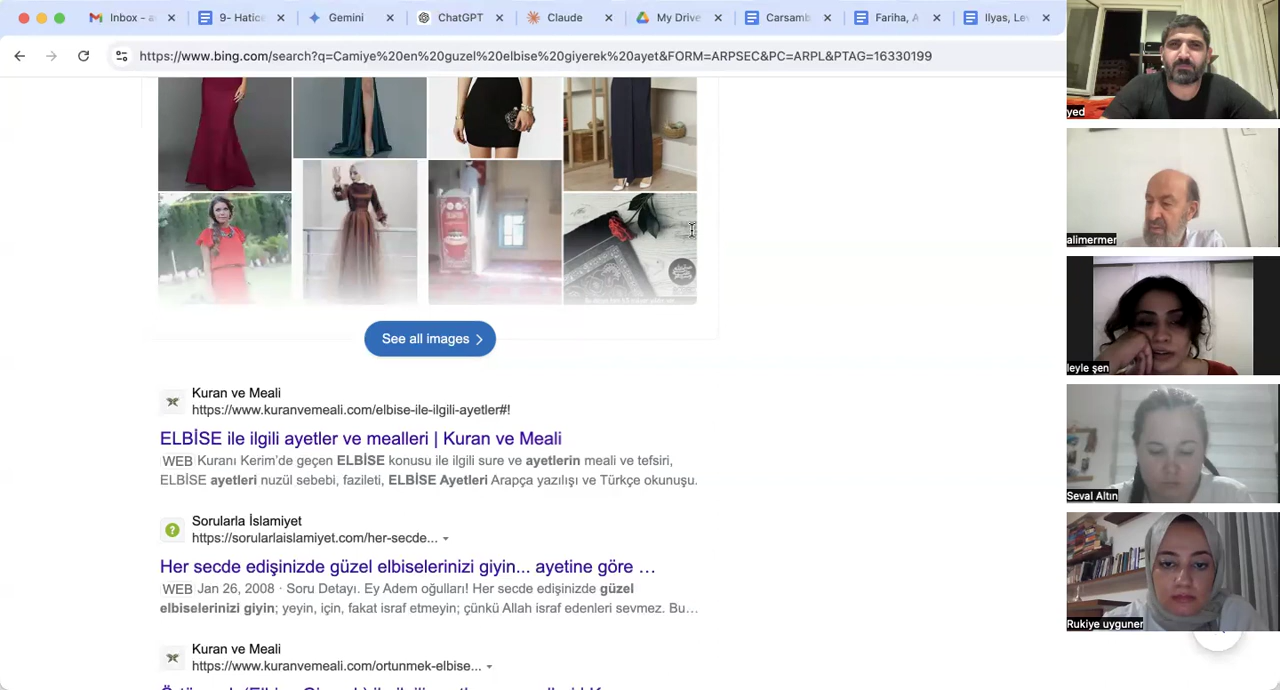 Inbox - a
9- Hatice
Gemini
ChatGPT
Claude
My Drive
Carsamb
Fariha, A
Ilyas, Lev
https://www.bing.com/search?q=Camiye%20en%20guzel%20elbise%20giyerek%20ayet&FORM=ARPSEC&PC=ARPL&PTAG=16330199
See all images
Kuran ve Meali
https://www.kuranvemeali.com/elbise-ile-ilgili-ayetler#!
ELBİSE ile ilgili ayetler ve mealleri | Kuran ve Meali
WEB Kuranı Kerim'de geçen ELBİSE konusu ile ilgili sure ve ayetlerin meali ve tefsiri,
ELBİSE ayetleri nuzül sebebi, fazileti, ELBİSE Ayetleri Arapça yazılışı ve Türkçe okunuşu.
Sorularla İslamiyet
https://sorularlaislamiyet.com/her-secde...
Her secde edişinizde güzel elbiselerinizi giyin... ayetine göre …
WEB Jan 26, 2008 · Soru Detayı. Ey Adem oğulları! Her secde edişinizde güzel
elbiselerinizi giyin; yeyin, için, fakat israf etmeyin; çünkü Allah israf edenleri sevmez. Bu…
Kuran ve Meali
https://www.kuranvemeali.com/ortunmek-elbise...
yed
alimermer
leyle şen
Seval Altın
Rukiye uyguner